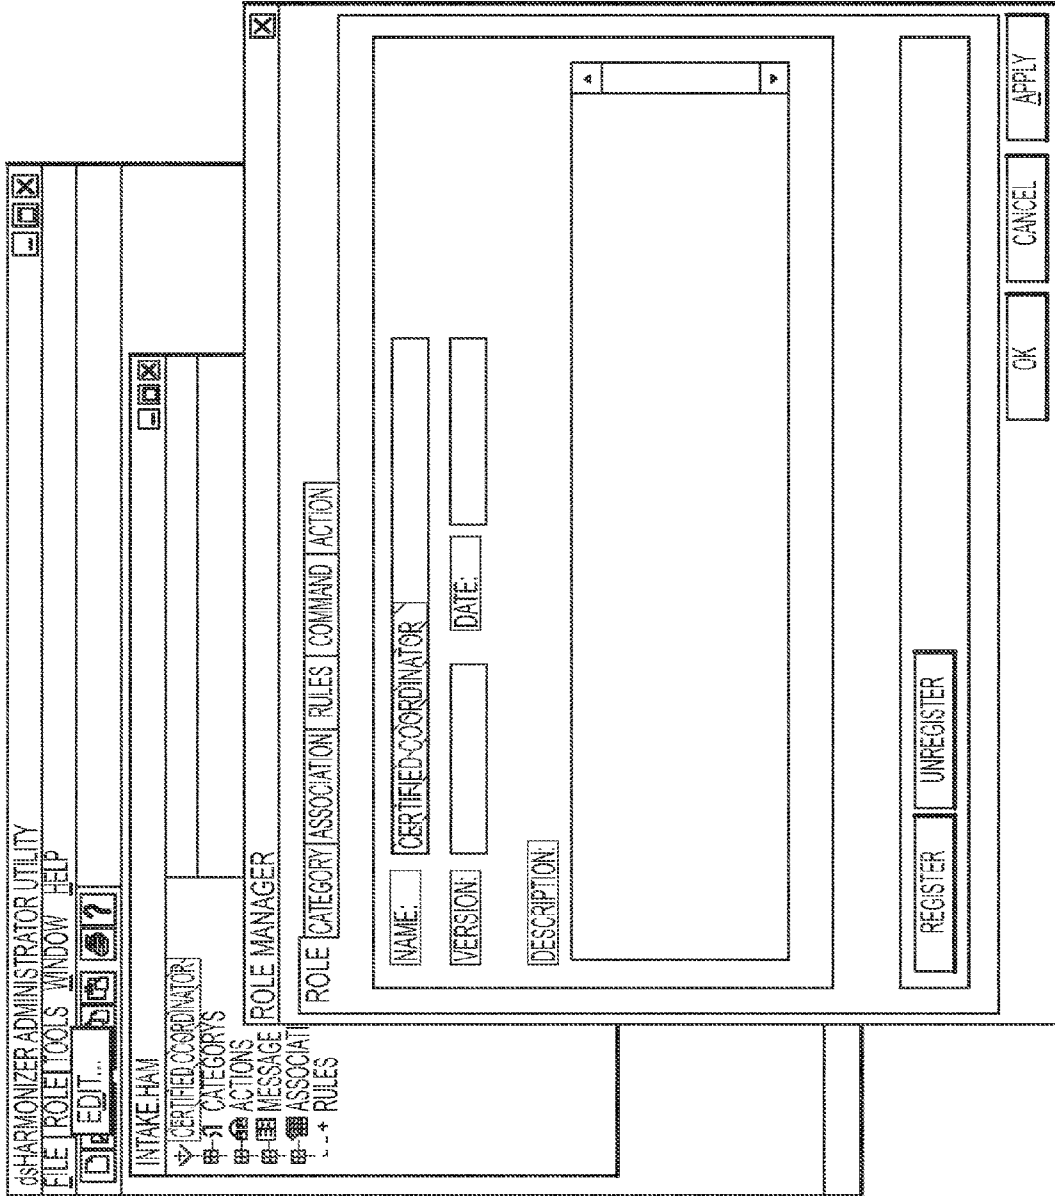 dsHARMONIZER ADMINISTRATOR UTILITY
FILE ROLE TOOLS WINDOW HELP
EDIT...
INTAKE.HAM
CERTIFIED COORDINATOR
CATEGORYS
ACTIONS
MESSAGE
ASSOCIATI
RULES
ROLE MANAGER
ROLE CATEGORY ASSOCIATION RULES COMMAND ACTION
NAME: CERTIFIED COORDINATOR
VERSION: DATE:
DESCRIPTION:
REGISTER UNREGISTER
OK CANCEL APPLY